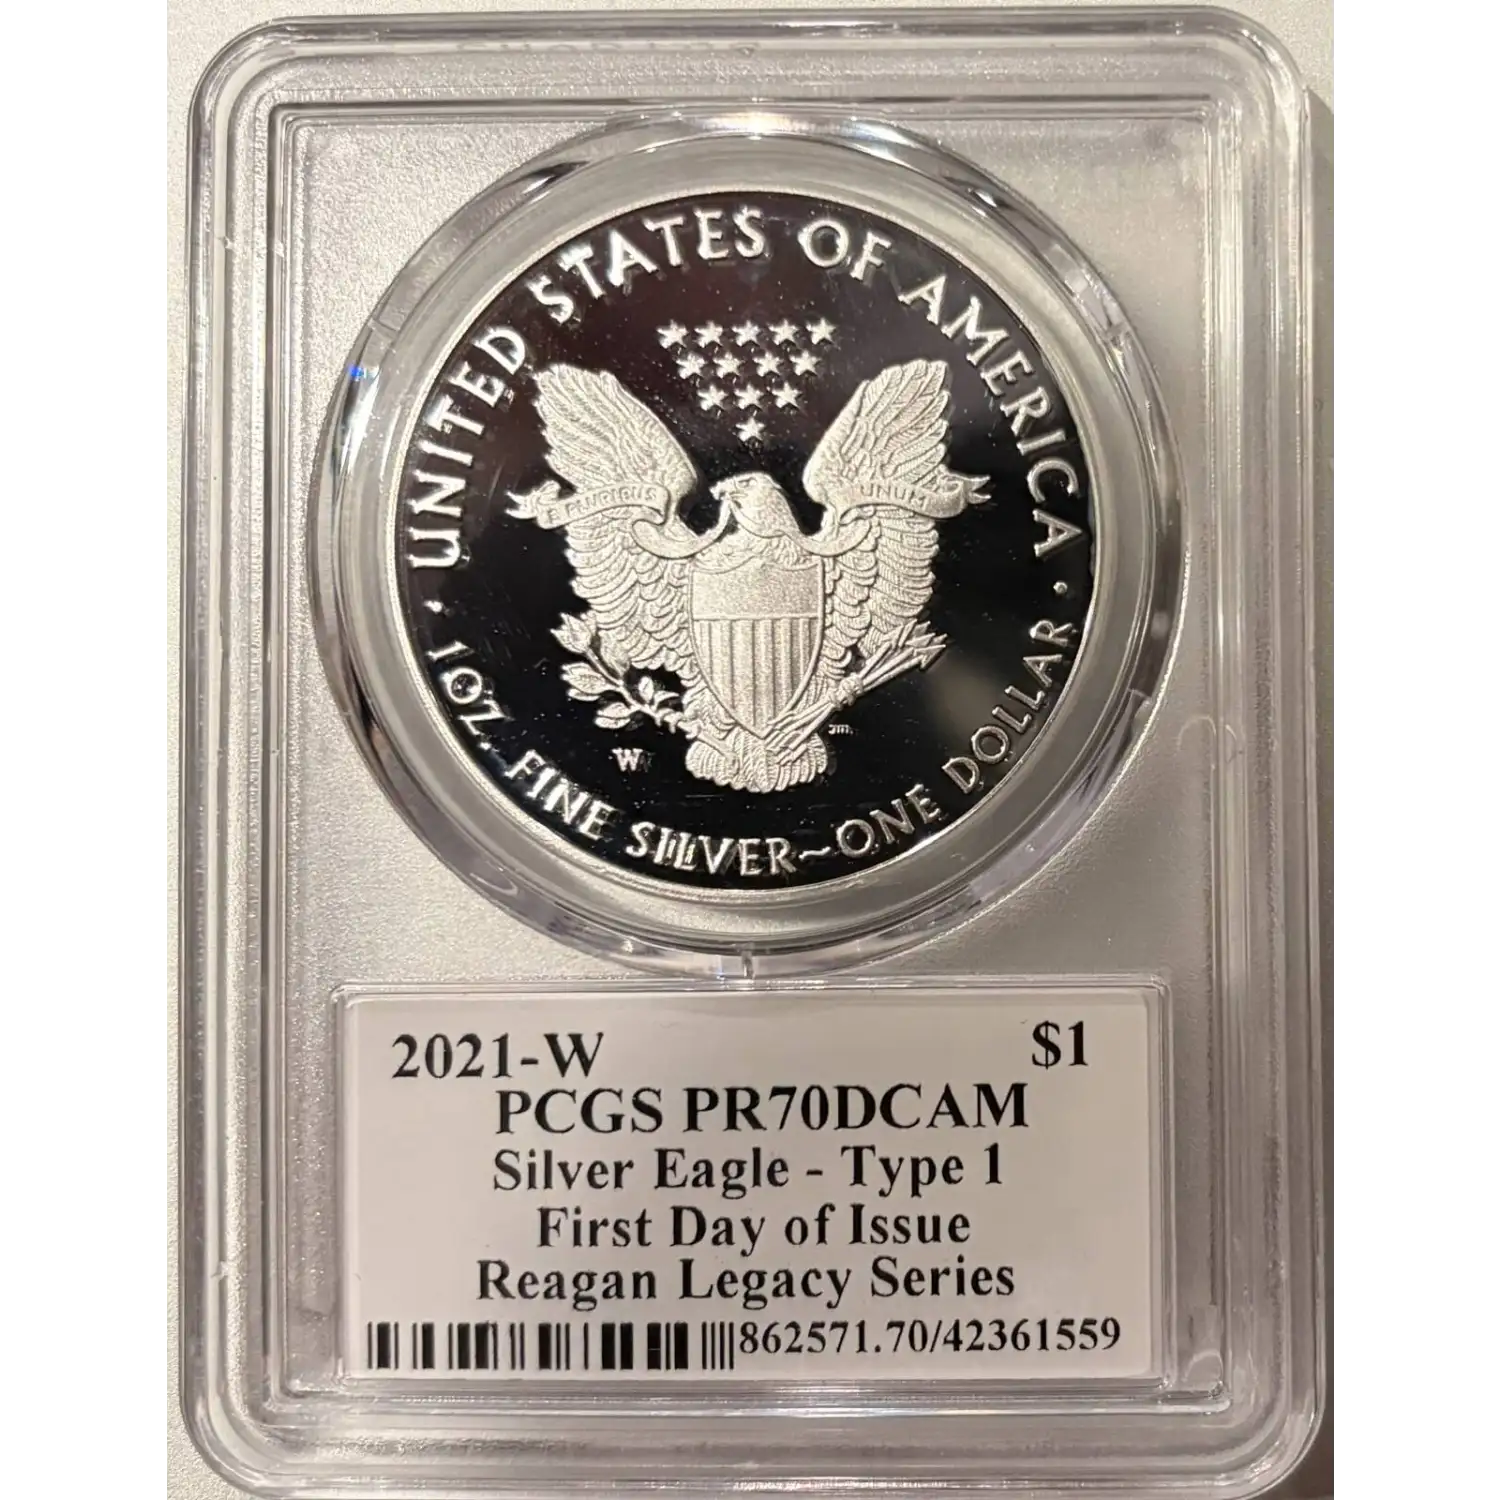 UNITED STATES OF AMERICA
E PLURIBUS UNUM
W
1 OZ. FINE SILVER~ONE DOLLAR
2021-W $1
PCGS PR70DCAM
Silver Eagle - Type 1
First Day of Issue
Reagan Legacy Series
862571.70/42361559